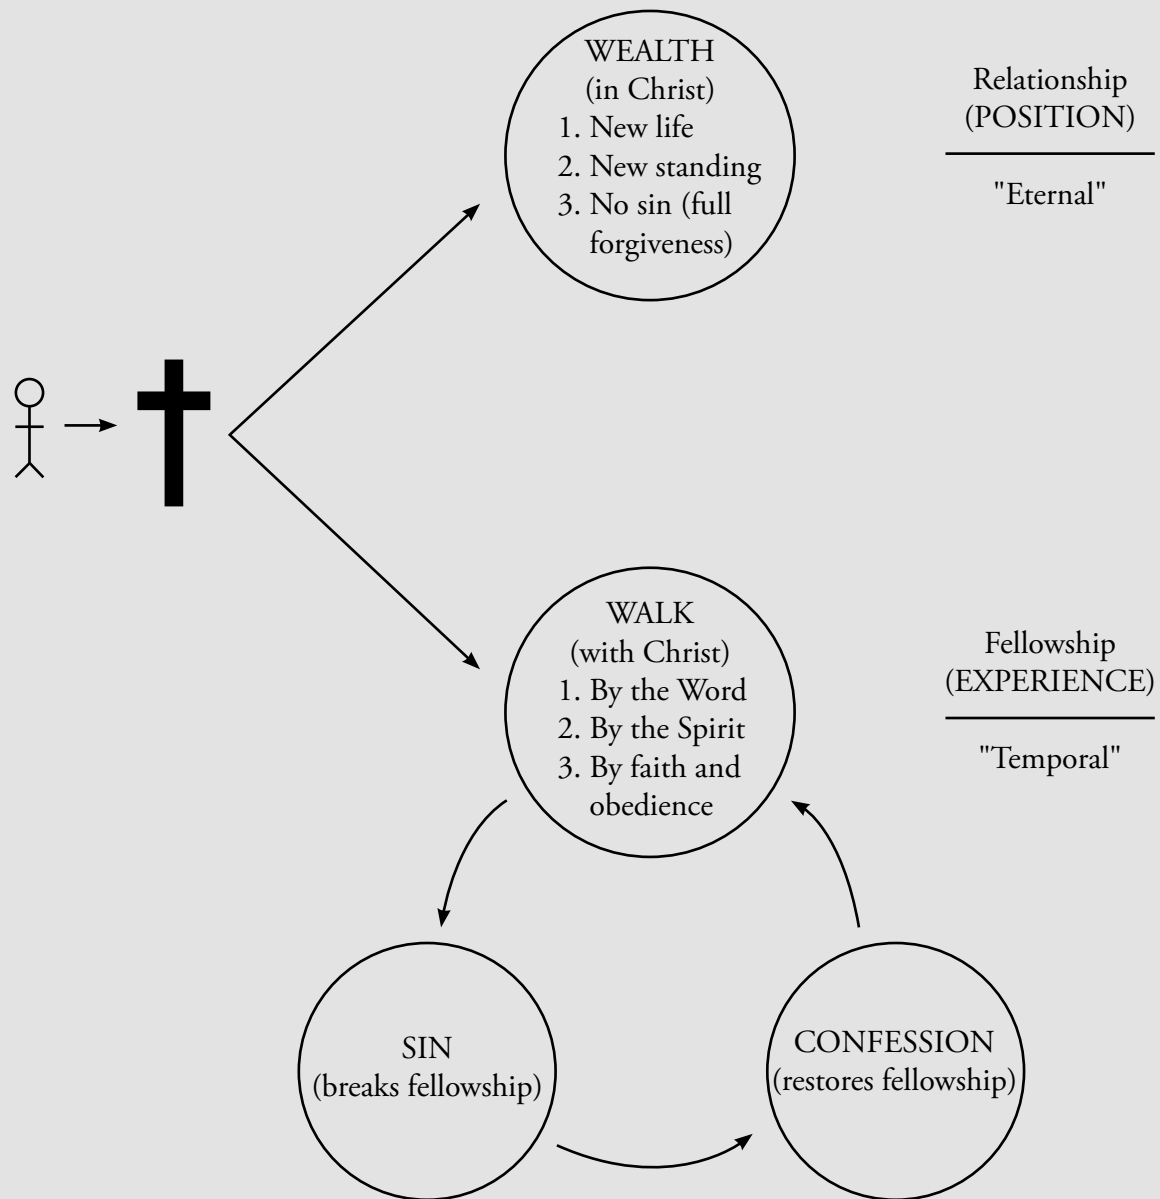 WEALTH
(in Christ)
1. New life
2. New standing
3. No sin (full
forgiveness)
Relationship
(POSITION)
"Eternal"
WALK
(with Christ)
1. By the Word
2. By the Spirit
3. By faith and
obedience
Fellowship
(EXPERIENCE)
"Temporal"
SIN
(breaks fellowship)
CONFESSION
(restores fellowship)